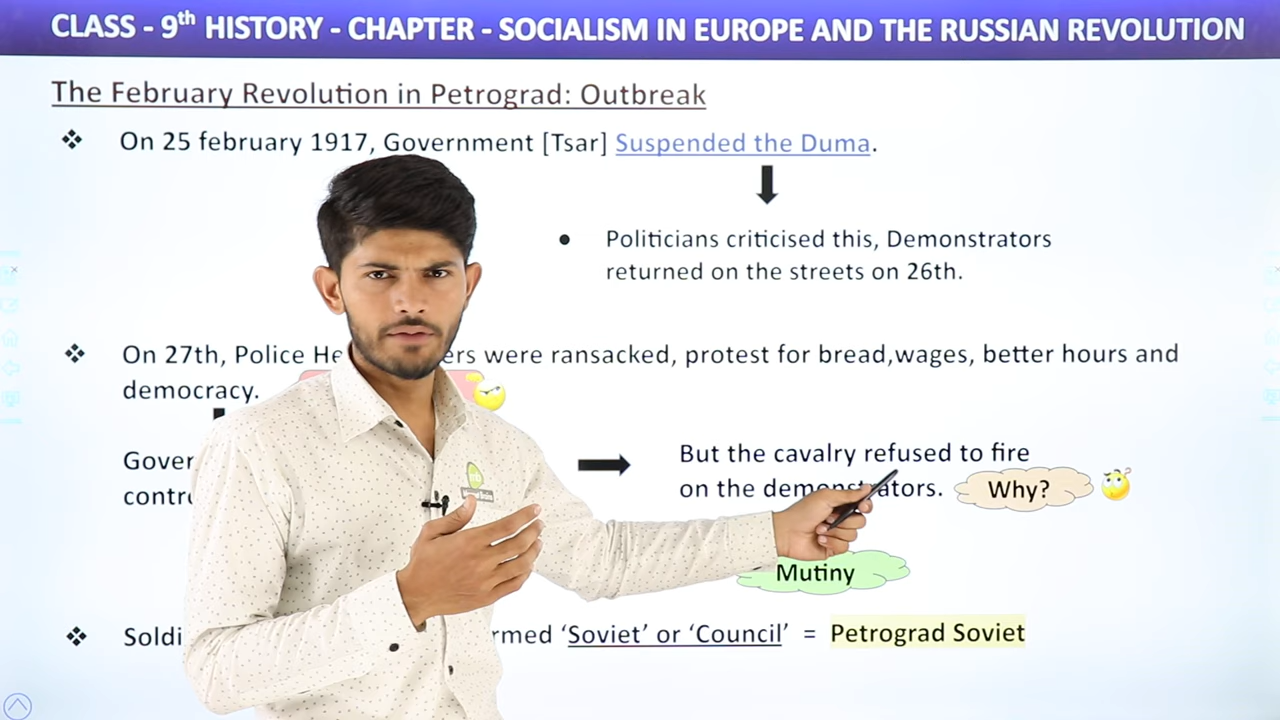 CLASS - 9th HISTORY - CHAPTER - SOCIALISM IN EUROPE AND THE RUSSIAN REVOLUTION
The February Revolution in Petrograd: Outbreak
❖ On 25 february 1917, Government [Tsar] Suspended the Duma.
• Politicians criticised this, Demonstrators
returned on the streets on 26th.
❖ On 27th, Police He ers were ransacked, protest for bread,wages, better hours and
democracy.
Gover
contro
But the cavalry refused to fire
on the demonstrators.
Why?
Mutiny
❖ Soldi rmed ‘Soviet’ or ‘Council’ = Petrograd Soviet